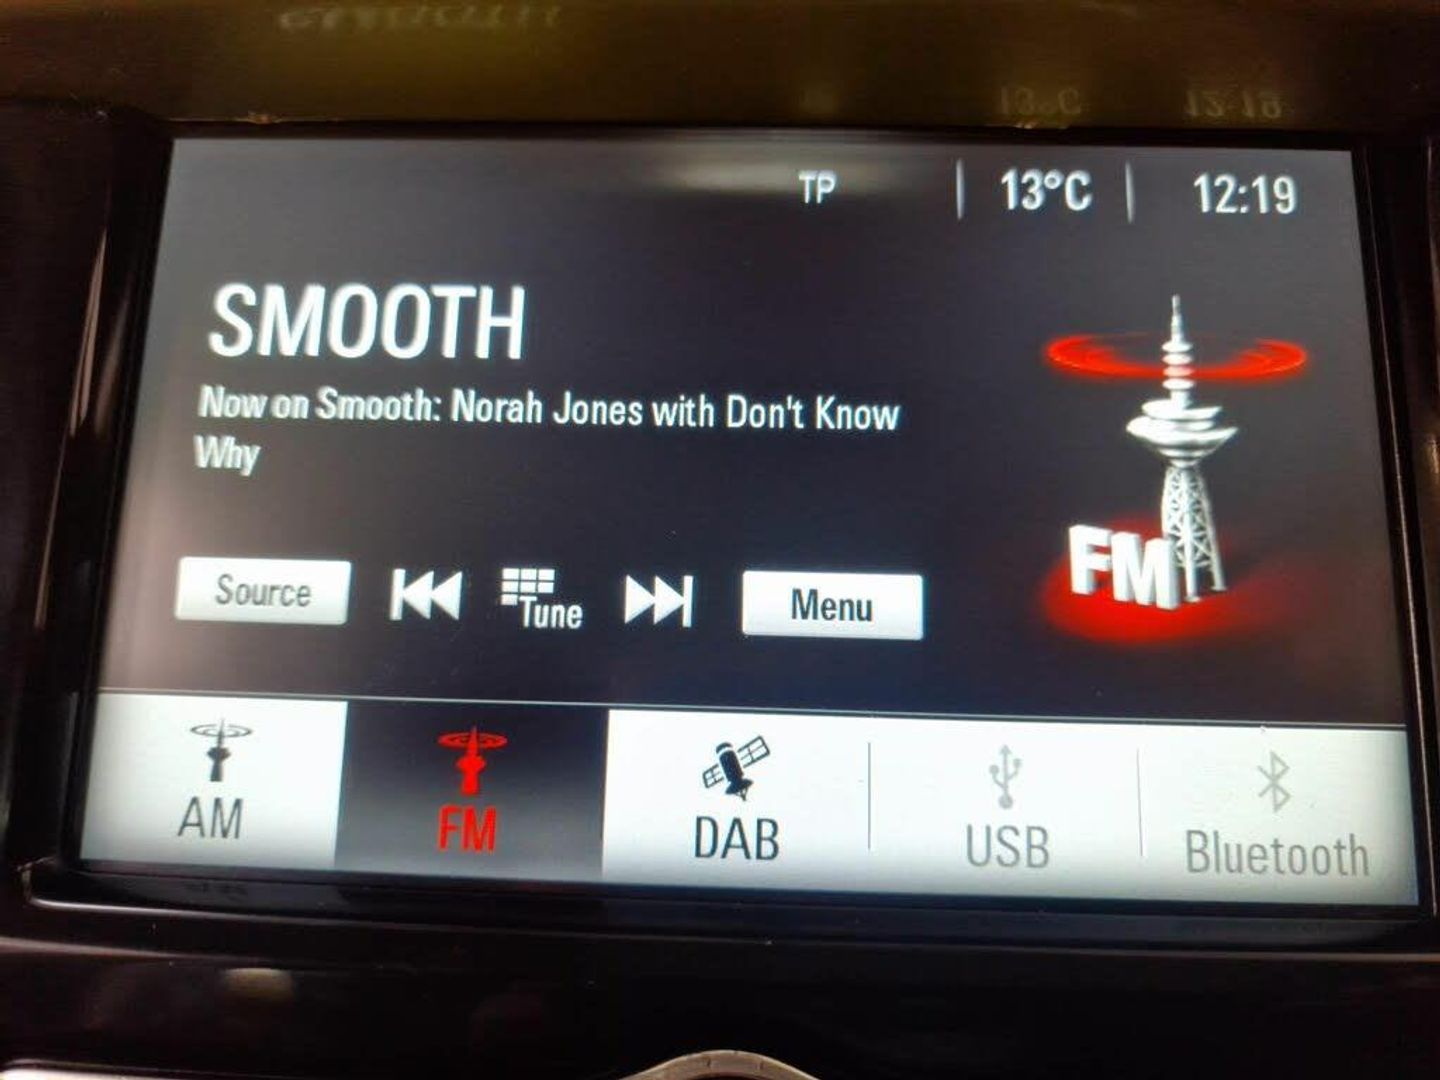 TP 13°C 12:19
SMOOTH
Now on Smooth: Norah Jones with Don't Know
Why
Source Tune Menu
FM
AM FM DAB USB Bluetooth